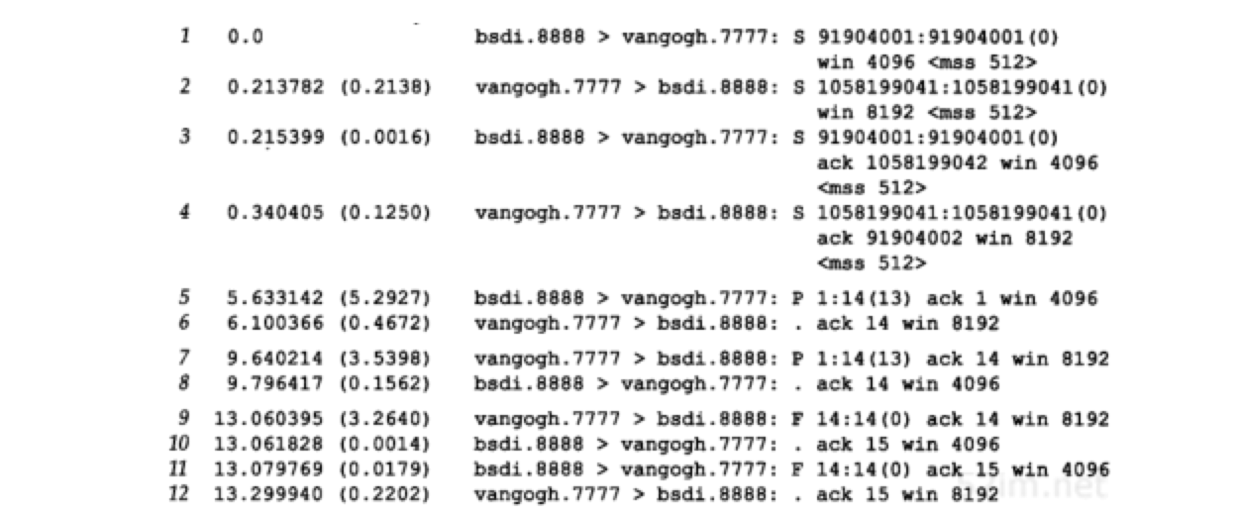 1 0.0 bsdi.8888 > vangogh.7777: S 91904001:91904001(0)
win 4096 <mss 512>
2 0.213782 (0.2138) vangogh.7777 > bsdi.8888: S 1058199041:1058199041(0)
win 8192 <mss 512>
3 0.215399 (0.0016) bsdi.8888 > vangogh.7777: S 91904001:91904001(0)
ack 1058199042 win 4096
<mss 512>
4 0.340405 (0.1250) vangogh.7777 > bsdi.8888: S 1058199041:1058199041(0)
ack 91904002 win 8192
<mss 512>
5 5.633142 (5.2927) bsdi.8888 > vangogh.7777: P 1:14(13) ack 1 win 4096
6 6.100366 (0.4672) vangogh.7777 > bsdi.8888: . ack 14 win 8192
7 9.640214 (3.5398) vangogh.7777 > bsdi.8888: P 1:14(13) ack 14 win 8192
8 9.796417 (0.1562) bsdi.8888 > vangogh.7777: . ack 14 win 4096
9 13.060395 (3.2640) vangogh.7777 > bsdi.8888: F 14:14(0) ack 14 win 8192
10 13.061828 (0.0014) bsdi.8888 > vangogh.7777: . ack 15 win 4096
11 13.079769 (0.0179) bsdi.8888 > vangogh.7777: F 14:14(0) ack 15 win 4096
12 13.299940 (0.2202) vangogh.7777 > bsdi.8888: . ack 15 win 8192